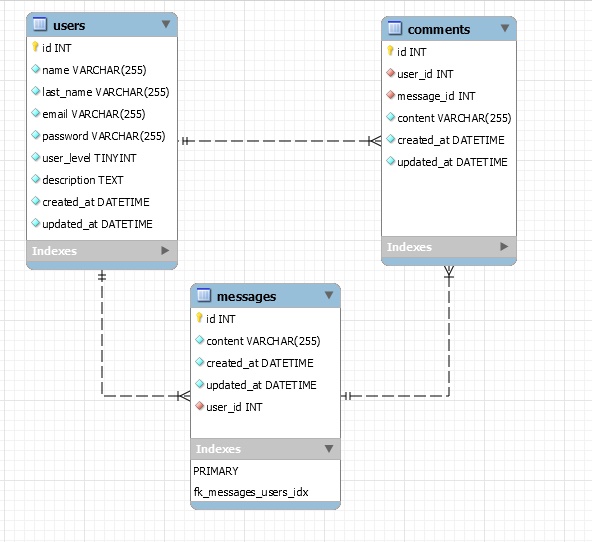 users
id INT
name VARCHAR(255)
last_name VARCHAR(255)
email VARCHAR(255)
password VARCHAR(255)
user_level TINYINT
description TEXT
created_at DATETIME
updated_at DATETIME
Indexes
comments
id INT
user_id INT
message_id INT
content VARCHAR(255)
created_at DATETIME
updated_at DATETIME
Indexes
messages
id INT
content VARCHAR(255)
created_at DATETIME
updated_at DATETIME
user_id INT
Indexes
PRIMARY
fk_messages_users_idx